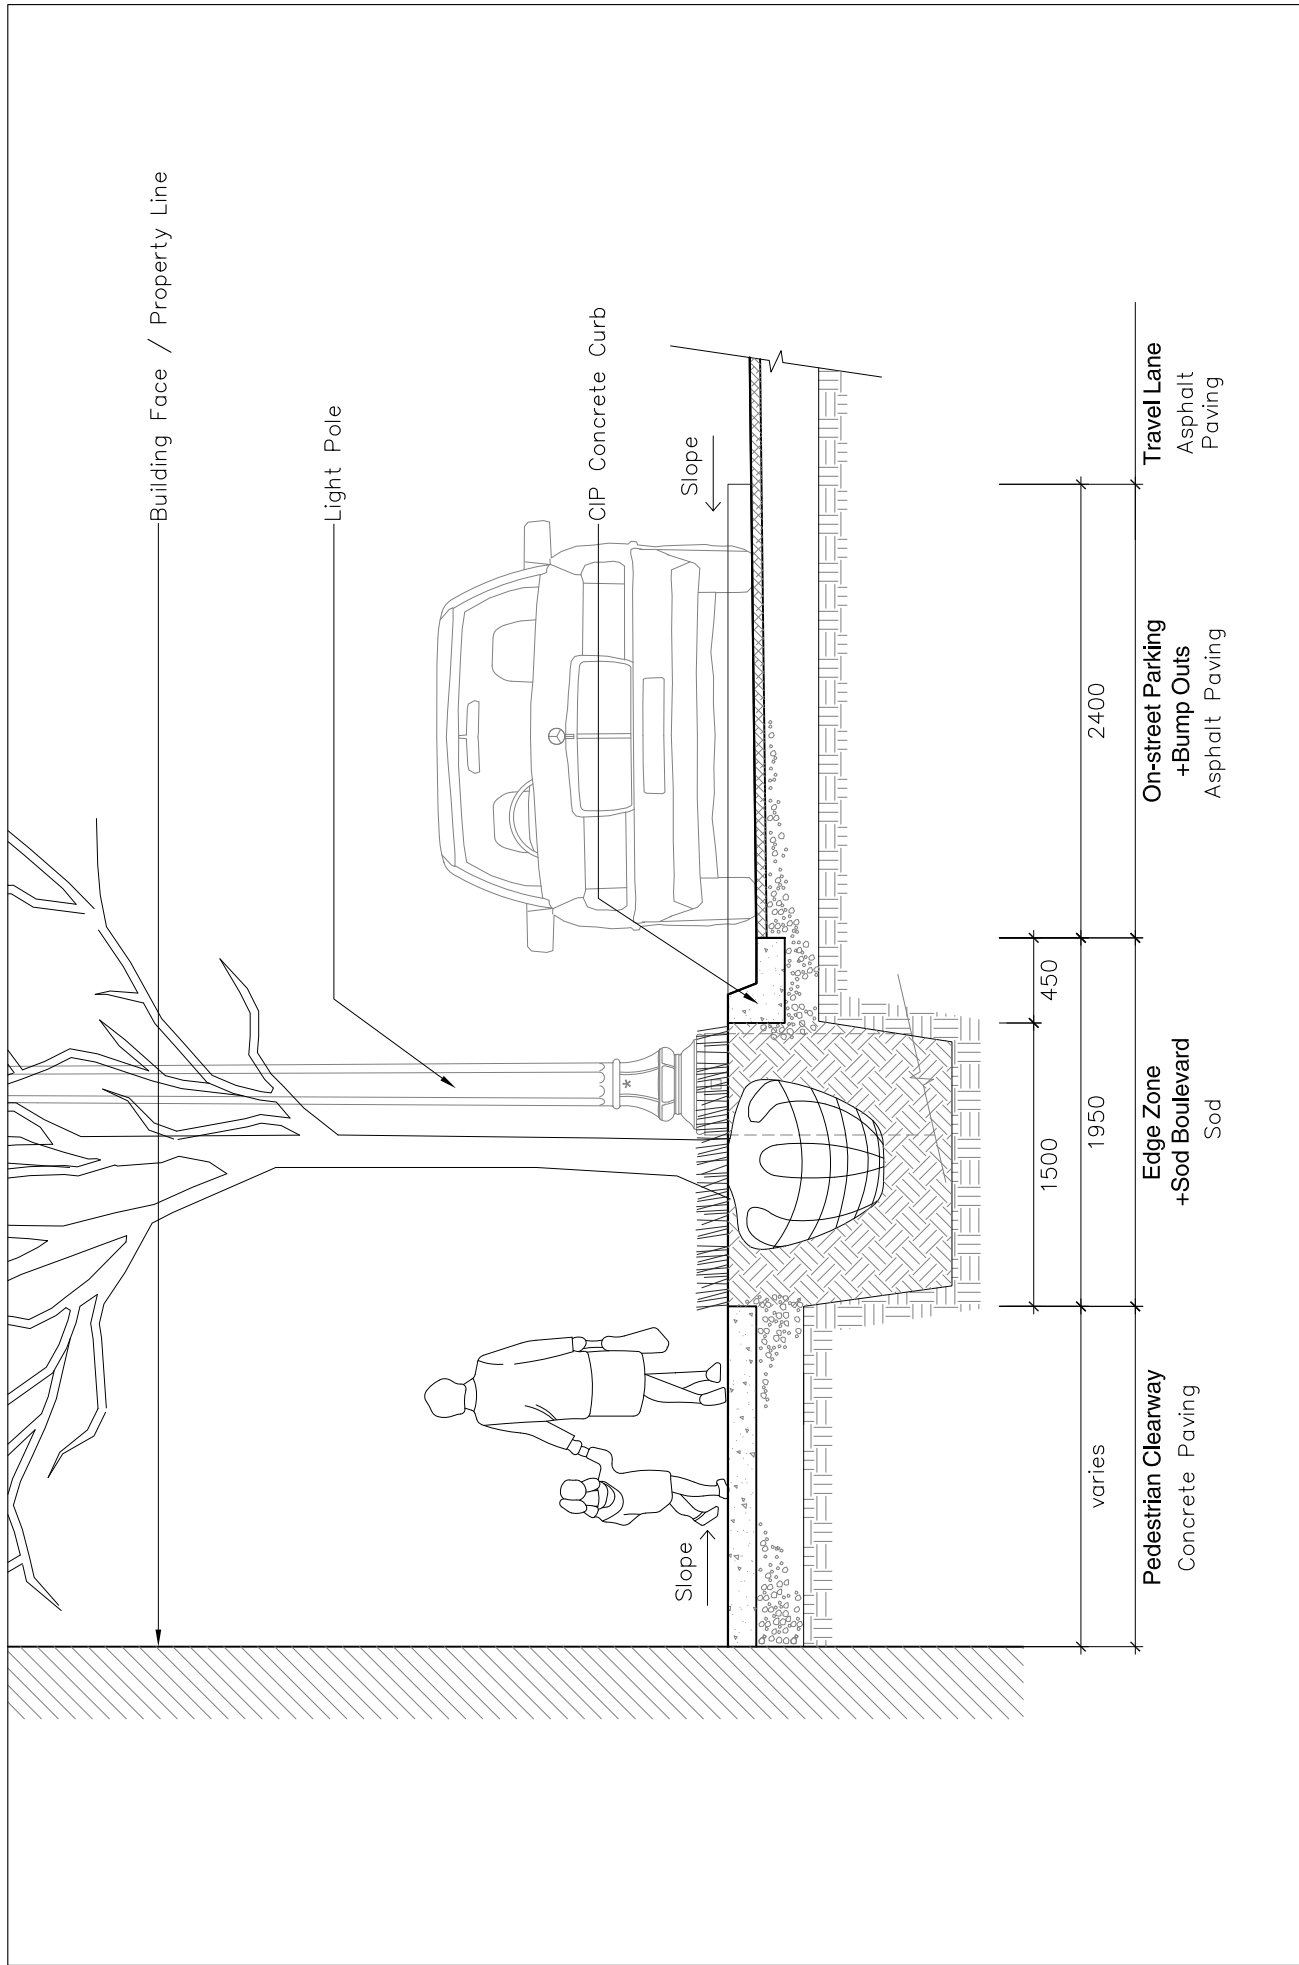 Building Face / Property Line
Light Pole
CIP Concrete Curb
Slope
Slope
450
1500
varies
1950
2400
Pedestrian Clearway
Concrete Paving
Edge Zone
+Sod Boulevard
Sod
On-street Parking
+Bump Outs
Asphalt Paving
Travel Lane
Asphalt
Paving